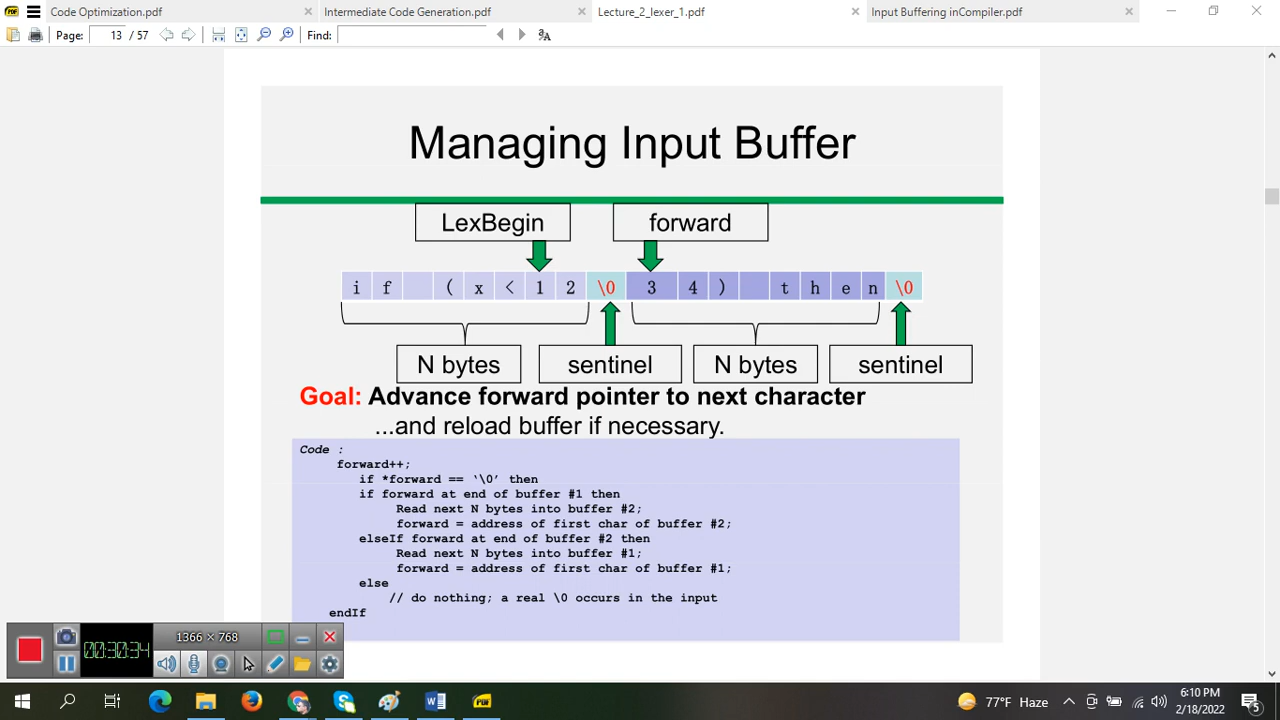 Code Optimization.pdf
Intermediate Code Generation.pdf
Lecture_2_lexer_1.pdf
Input Buffering inCompiler.pdf
Page: 13 / 57
Find:
Managing Input Buffer
LexBegin
forward
i f ( x < 1 2 \0 3 4 ) t h e n \0
N bytes
sentinel
N bytes
sentinel
Goal: Advance forward pointer to next character
...and reload buffer if necessary.
Code :
forward++;
if *forward == ‘\0’ then
if forward at end of buffer #1 then
Read next N bytes into buffer #2;
forward = address of first char of buffer #2;
elseIf forward at end of buffer #2 then
Read next N bytes into buffer #1;
forward = address of first char of buffer #1;
else
// do nothing; a real \0 occurs in the input
endIf
1366 × 768
00:30:34
77°F Haze
6:10 PM
2/18/2022
5